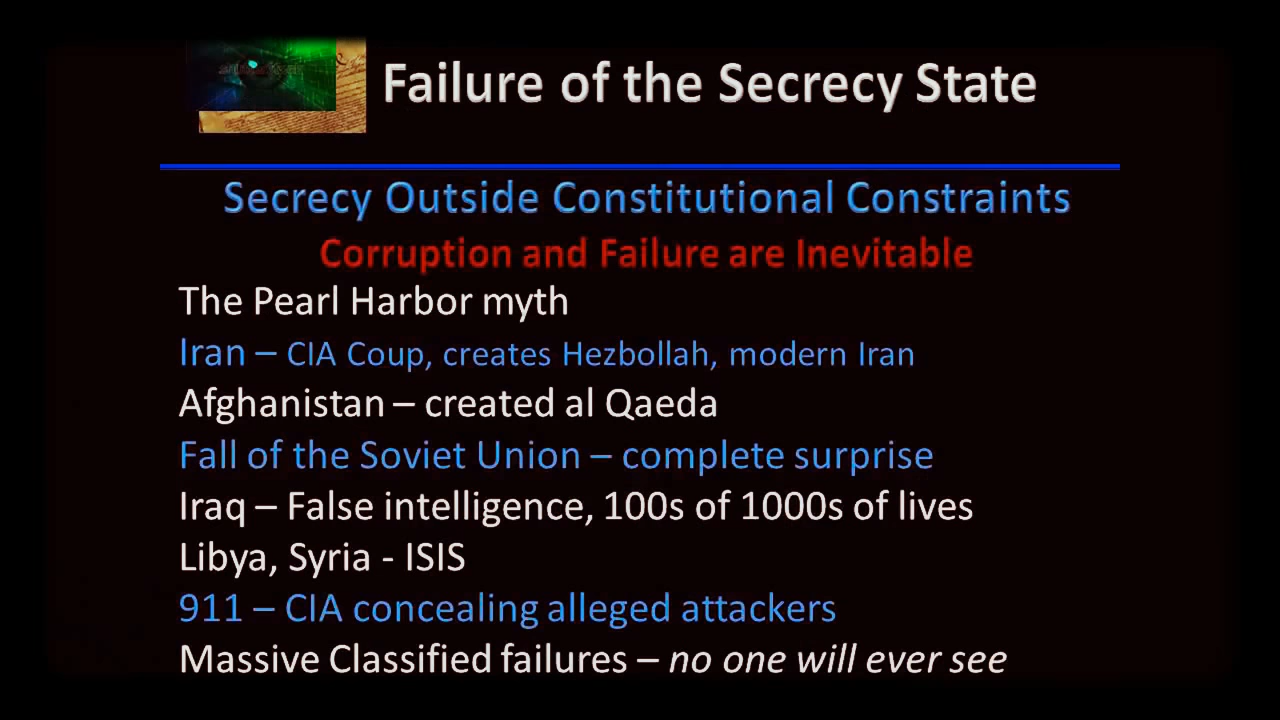 Failure of the Secrecy State
Secrecy Outside Constitutional Constraints
Corruption and Failure are Inevitable
The Pearl Harbor myth
Iran – CIA Coup, creates Hezbollah, modern Iran
Afghanistan – created al Qaeda
Fall of the Soviet Union – complete surprise
Iraq – False intelligence, 100s of 1000s of lives
Libya, Syria - ISIS
911 – CIA concealing alleged attackers
Massive Classified failures – no one will ever see